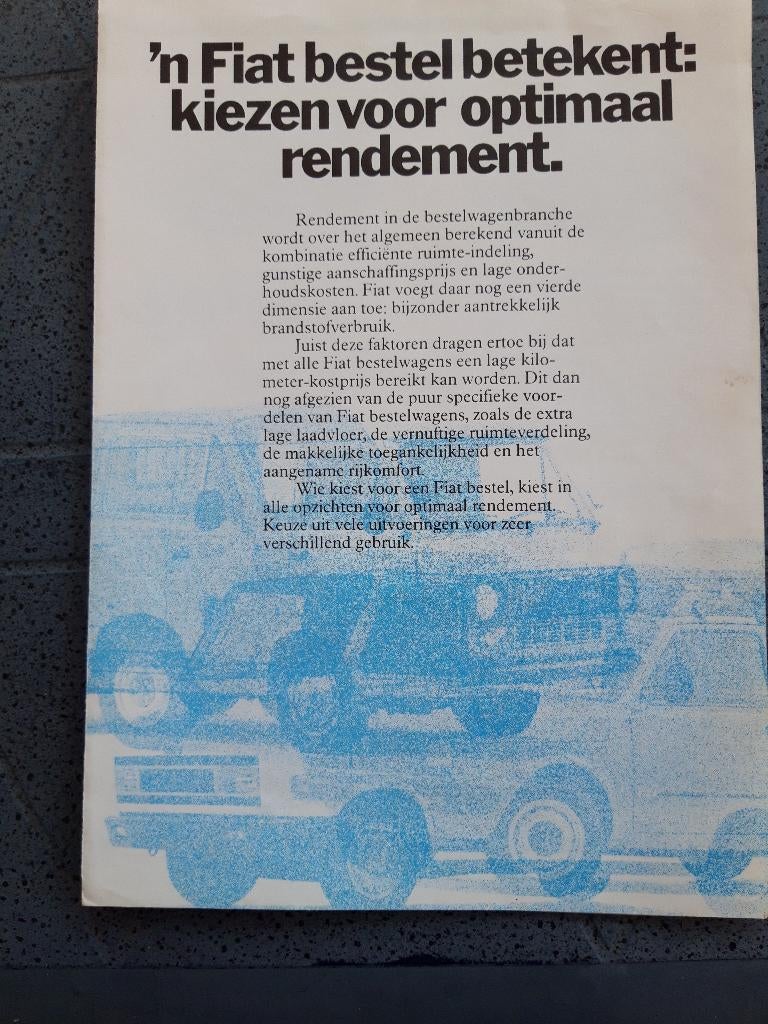 'n Fiat bestel betekent:
kiezen voor optimaal
rendement.
Rendement in de bestelwagenbranche
wordt over het algemeen berekend vanuit de
kombinatie efficiënte ruimte-indeling,
gunstige aanschaffingsprijs en lage onder-
houdskosten. Fiat voegt daar nog een vierde
dimensie aan toe: bijzonder aantrekkelijk
brandstofverbruik.
Juist deze faktoren dragen ertoe bij dat
met alle Fiat bestelwagens een lage kilo-
meter-kostprijs bereikt kan worden. Dit dan
nog afgezien van de puur specifieke voor-
delen van Fiat bestelwagens, zoals de extra
lage laadvloer, de vernuftige ruimteverdeling,
de makkelijke toegankelijkheid en het
aangename rijkomfort.
Wie kiest voor een Fiat bestel, kiest in
alle opzichten voor optimaal rendement.
Keuze uit vele uitvoeringen voor zeer
verschillend gebruik.